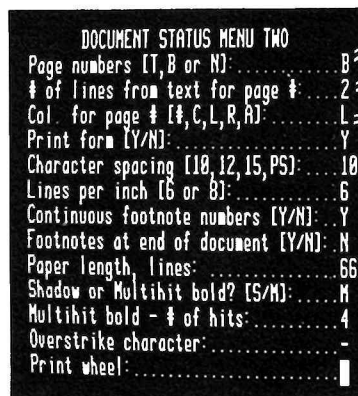 DOCUMENT STATUS MENU TWO
Page numbers [T,B or N]:.............B
# of lines from text for page #:.....2
Col. for page # [#,C,L,R,A]:.........L
Print form [Y/N]:....................Y
Character spacing [10,12,15,PS]:.....10
Lines per inch [6 or 8]:.............6
Continuous footnote numbers [Y/N]:...Y
Footnotes at end of document [Y/N]:..N
Paper length, lines:.................66
Shadow or Multihit bold? [S/M]:......M
Multihit bold - # of hits:...........4
Overstrike character:................-
Print wheel:.........................